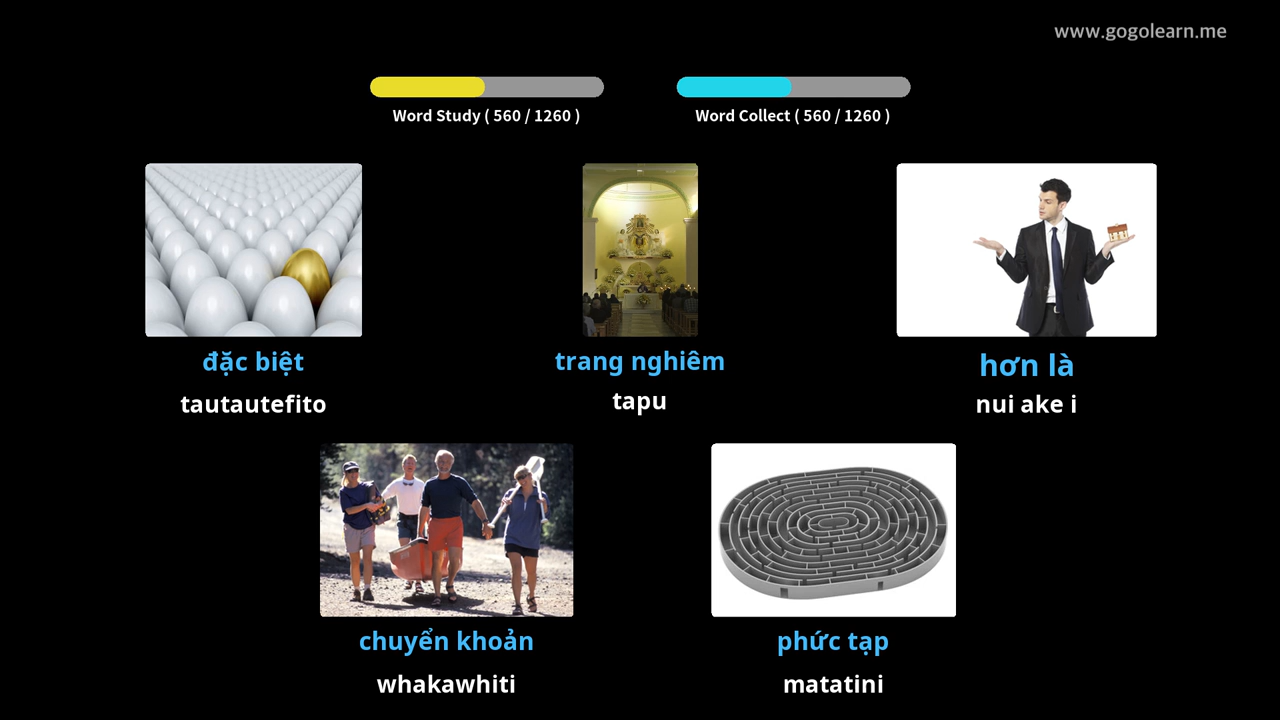 www.gogolearn.me
Word Study ( 560 / 1260 )
Word Collect ( 560 / 1260 )
đặc biệt
trang nghiêm
hơn là
tautautefito
tapu
nui ake i
chuyển khoản
phức tạp
whakawhiti
matatini